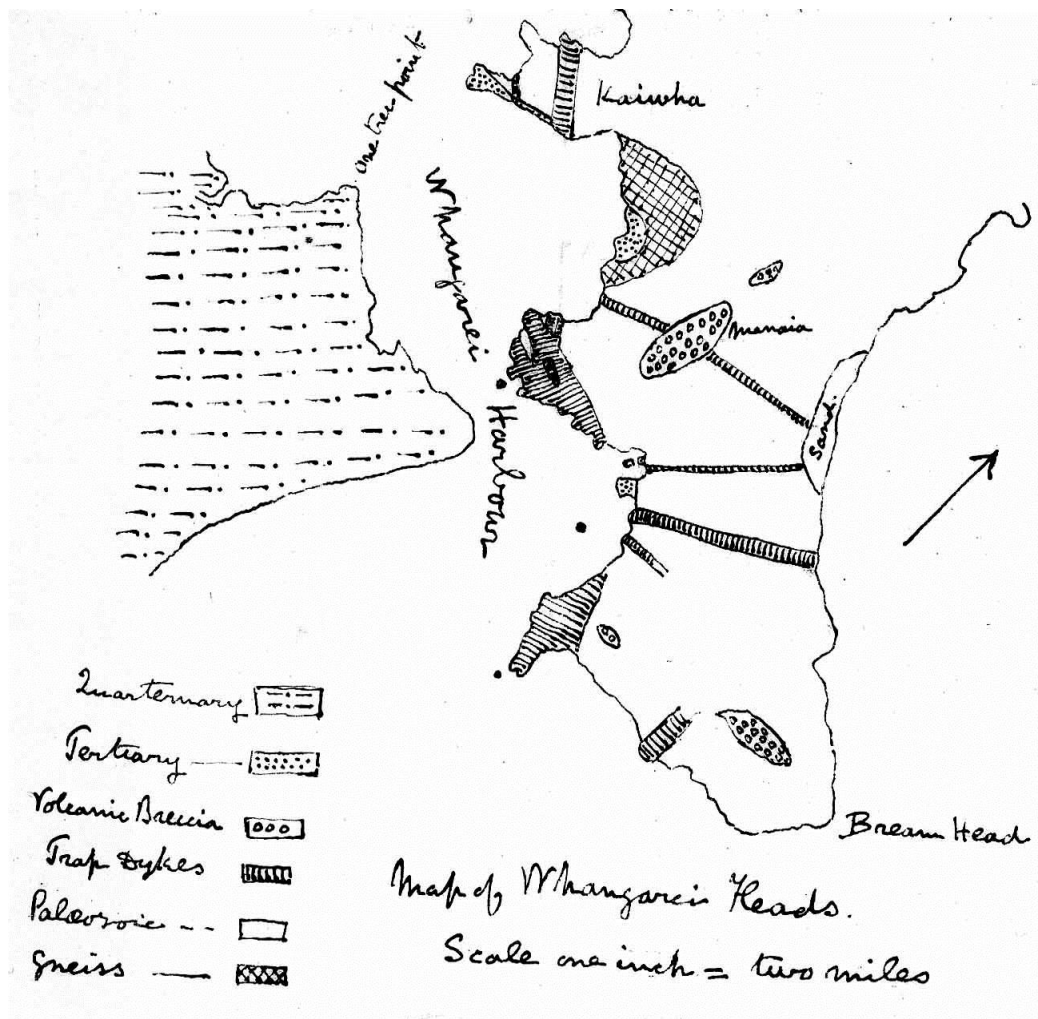 One tree point
Kaiwha
Whangarei
Harbour
Manaia
Sand.
Quarternary
Tertiary
Volcanic Breccia
Trap Dykes
Palæozoic
Gneiss
Bream Head
Map of Whangarei Heads.
Scale one inch = two miles